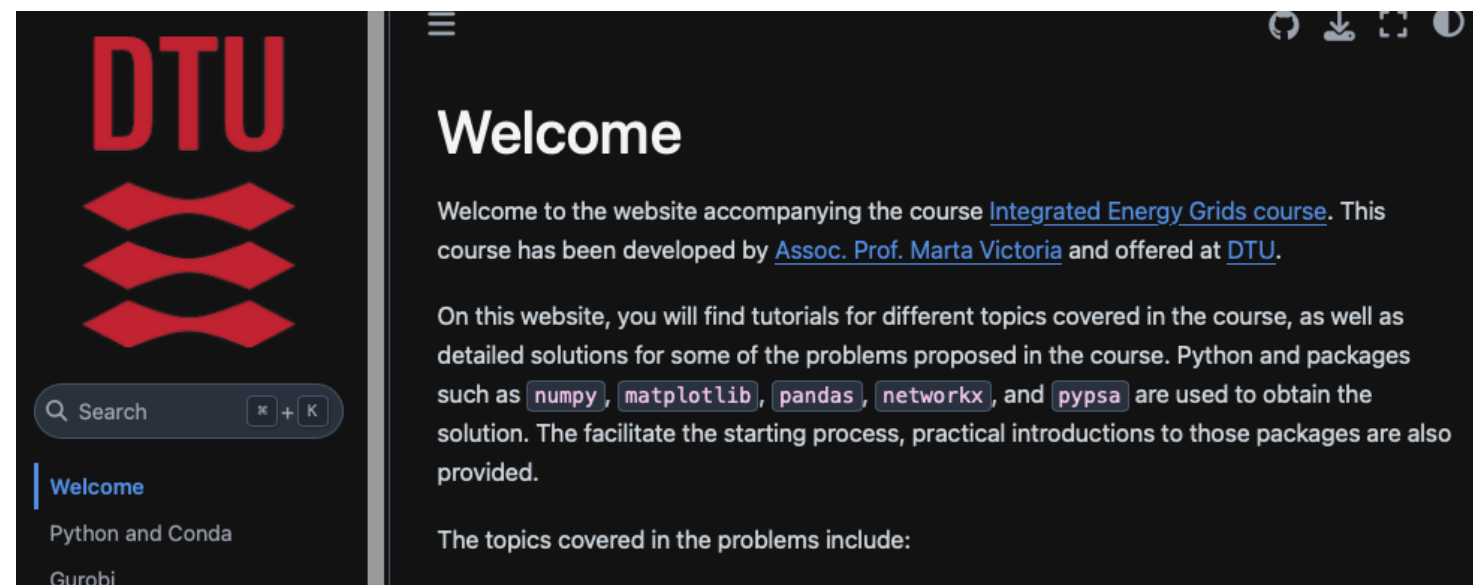 DTU
Search ⌘ + K
Welcome
Python and Conda
Gurobi
Welcome
Welcome to the website accompanying the course Integrated Energy Grids course. This
course has been developed by Assoc. Prof. Marta Victoria and offered at DTU.
On this website, you will find tutorials for different topics covered in the course, as well as
detailed solutions for some of the problems proposed in the course. Python and packages
such as numpy, matplotlib, pandas, networkx, and pypsa are used to obtain the
solution. The facilitate the starting process, practical introductions to those packages are also
provided.
The topics covered in the problems include: